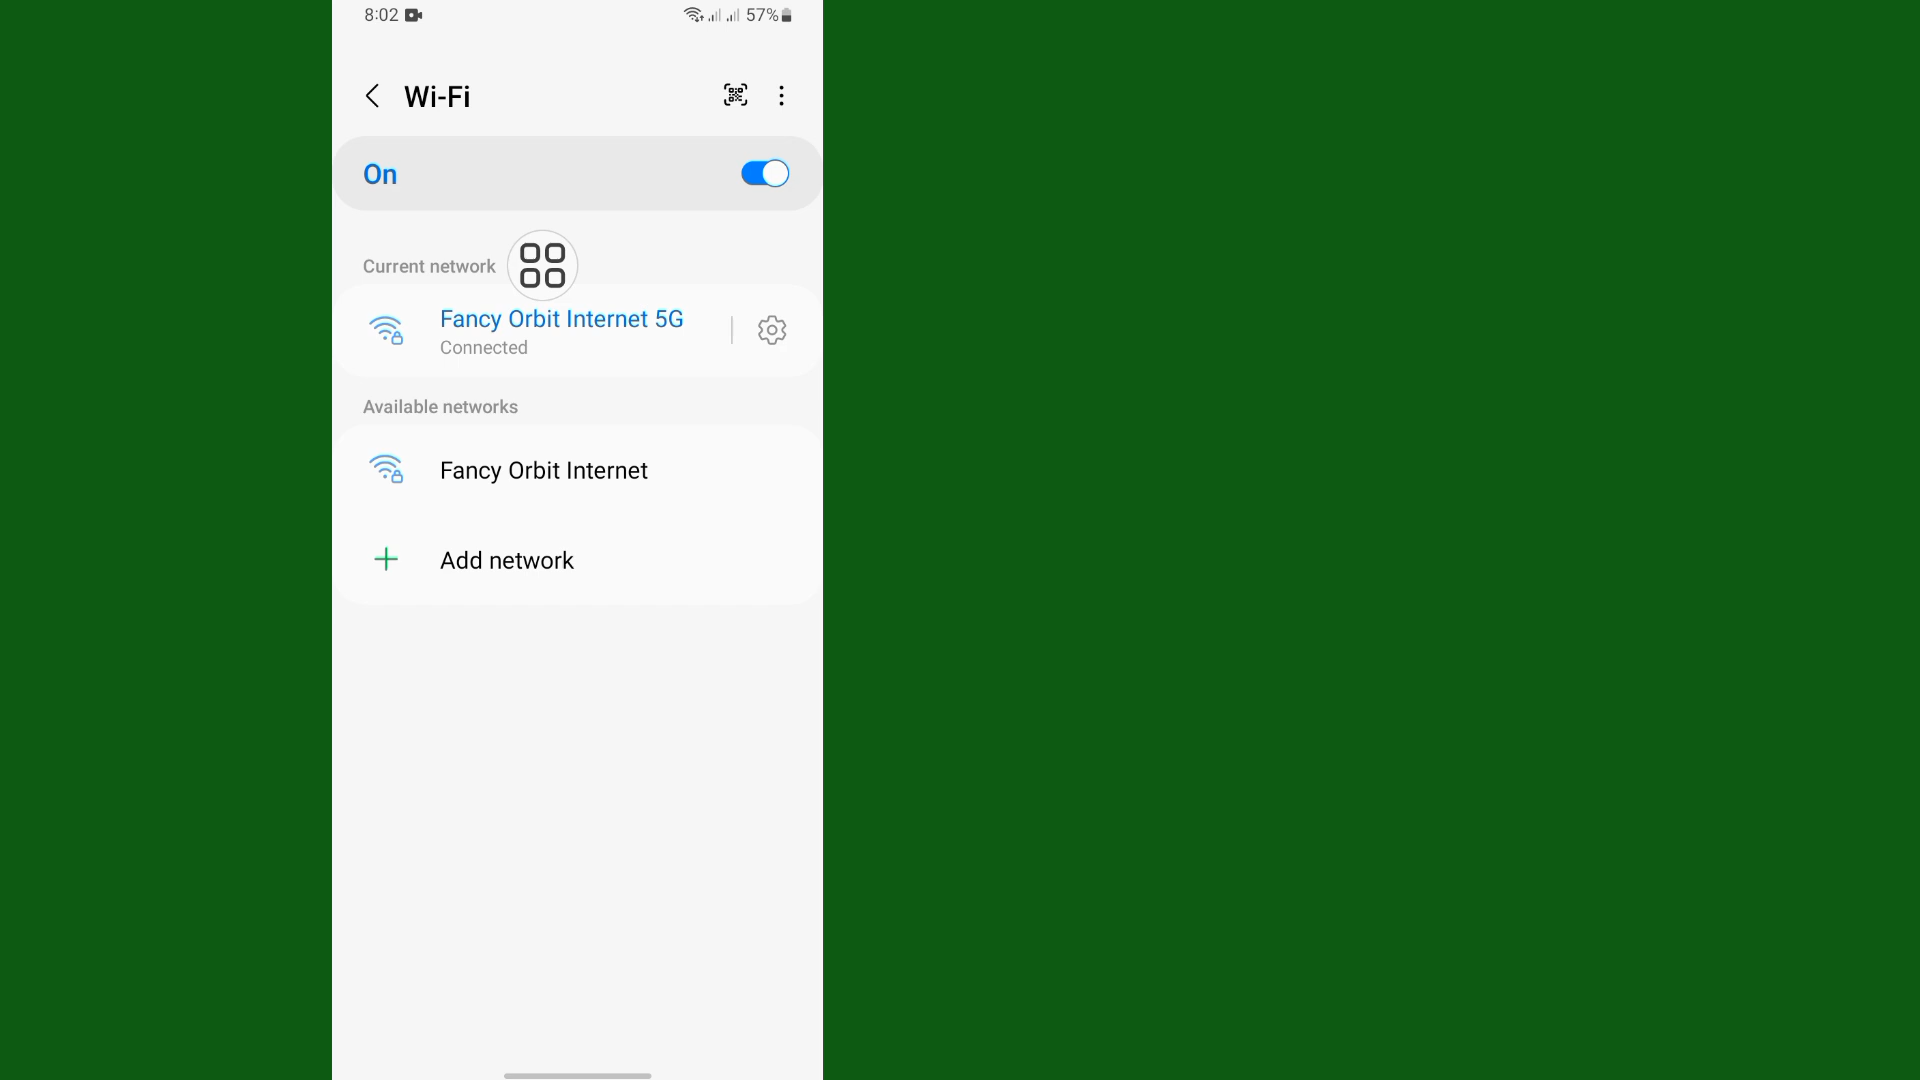 8:02 57%
Wi-Fi
On
Current network
Fancy Orbit Internet 5G
Connected
Available networks
Fancy Orbit Internet
Add network